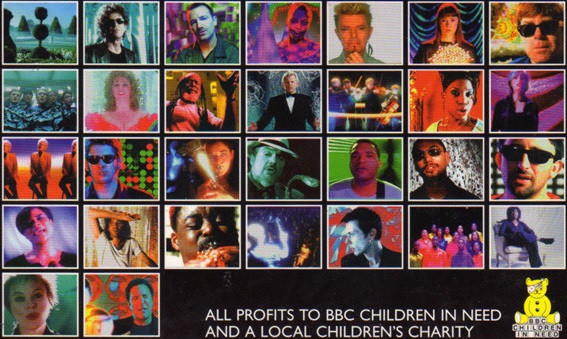 ALL PROFITS TO BBC CHILDREN IN NEED
AND A LOCAL CHILDREN'S CHARITY
BBC
CHILDREN
IN NEED